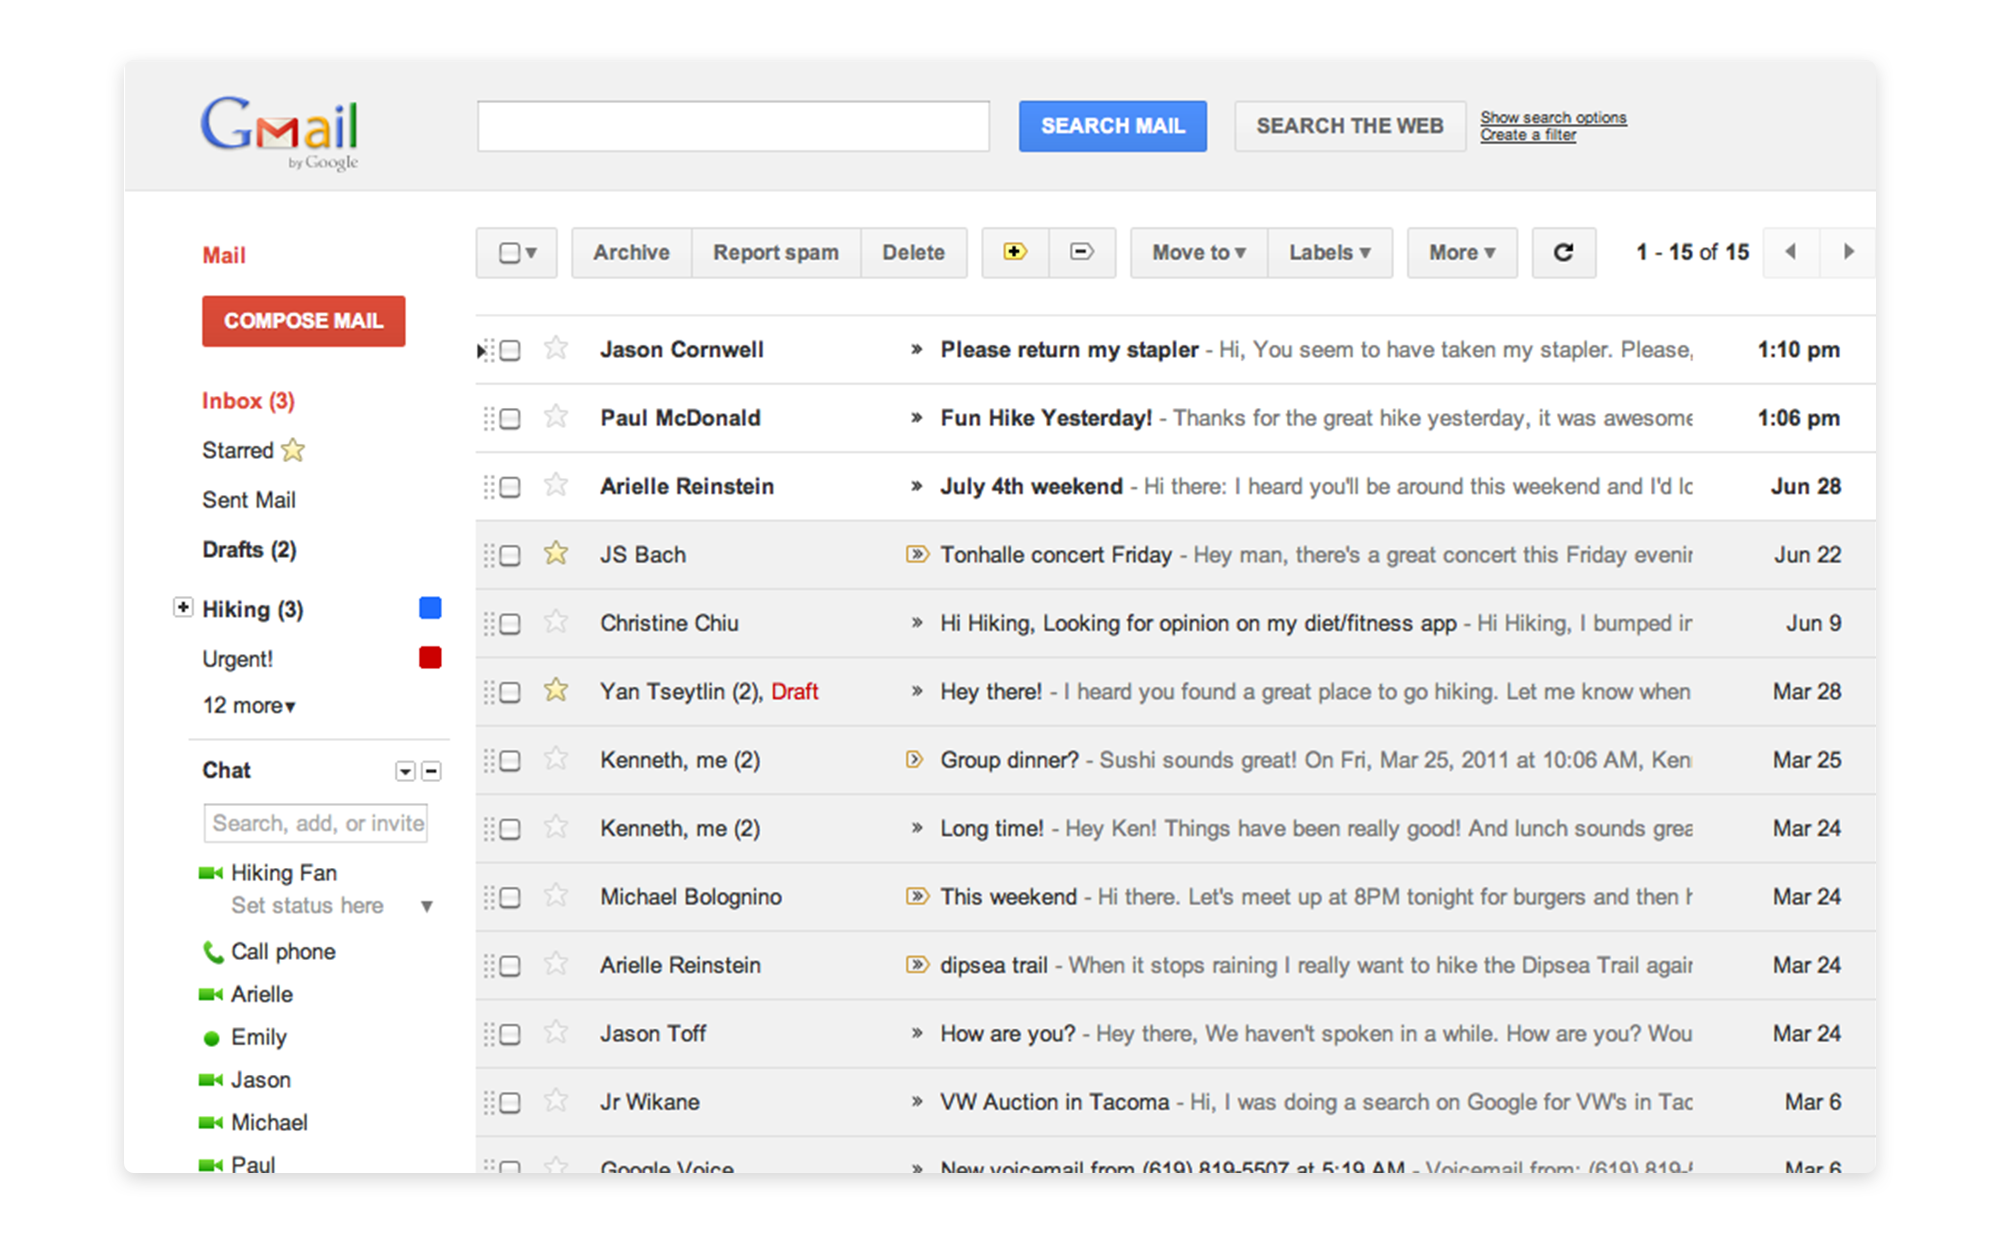 Gmail
by Google
SEARCH MAIL
SEARCH THE WEB
Show search options
Create a filter
Mail
COMPOSE MAIL
Inbox (3)
Starred
Sent Mail
Drafts (2)
Hiking (3)
Urgent!
12 more▾
Chat
Search, add, or invite
Hiking Fan
Set status here
Call phone
Arielle
Emily
Jason
Michael
Paul
Archive Report spam Delete Move to ▾ Labels ▾ More ▾ 1 - 15 of 15
Jason Cornwell » Please return my stapler - Hi, You seem to have taken my stapler. Please, 1:10 pm
Paul McDonald » Fun Hike Yesterday! - Thanks for the great hike yesterday, it was awesome 1:06 pm
Arielle Reinstein » July 4th weekend - Hi there: I heard you'll be around this weekend and I'd Jun 28
JS Bach » Tonhalle concert Friday - Hey man, there's a great concert this Friday Jun 22
Christine Chiu » Hi Hiking, Looking for opinion on my diet/fitness app - Hi Hiking, I bumped Jun 9
Yan Tseytlin (2), Draft » Hey there! - I heard you found a great place to go hiking. Let me know when Mar 28
Kenneth, me (2) › Group dinner? - Sushi sounds great! On Fri, Mar 25, 2011 at 10:06 AM, Ken Mar 25
Kenneth, me (2) » Long time! - Hey Ken! Things have been really good! And lunch sounds grea Mar 24
Michael Bolognino » This weekend - Hi there. Let's meet up at 8PM tonight for burgers and then Mar 24
Arielle Reinstein » dipsea trail - When it stops raining I really want to hike the Dipsea Trail Mar 24
Jason Toff » How are you? - Hey there, We haven't spoken in a while. How are you? Wou Mar 24
Jr Wikane » VW Auction in Tacoma - Hi, I was doing a search on Google for VW's in Mar 6
Google Voice » New voicemail from (619) 819-5507 at 5:19 AM - Voicemail from: (619) Mar 6